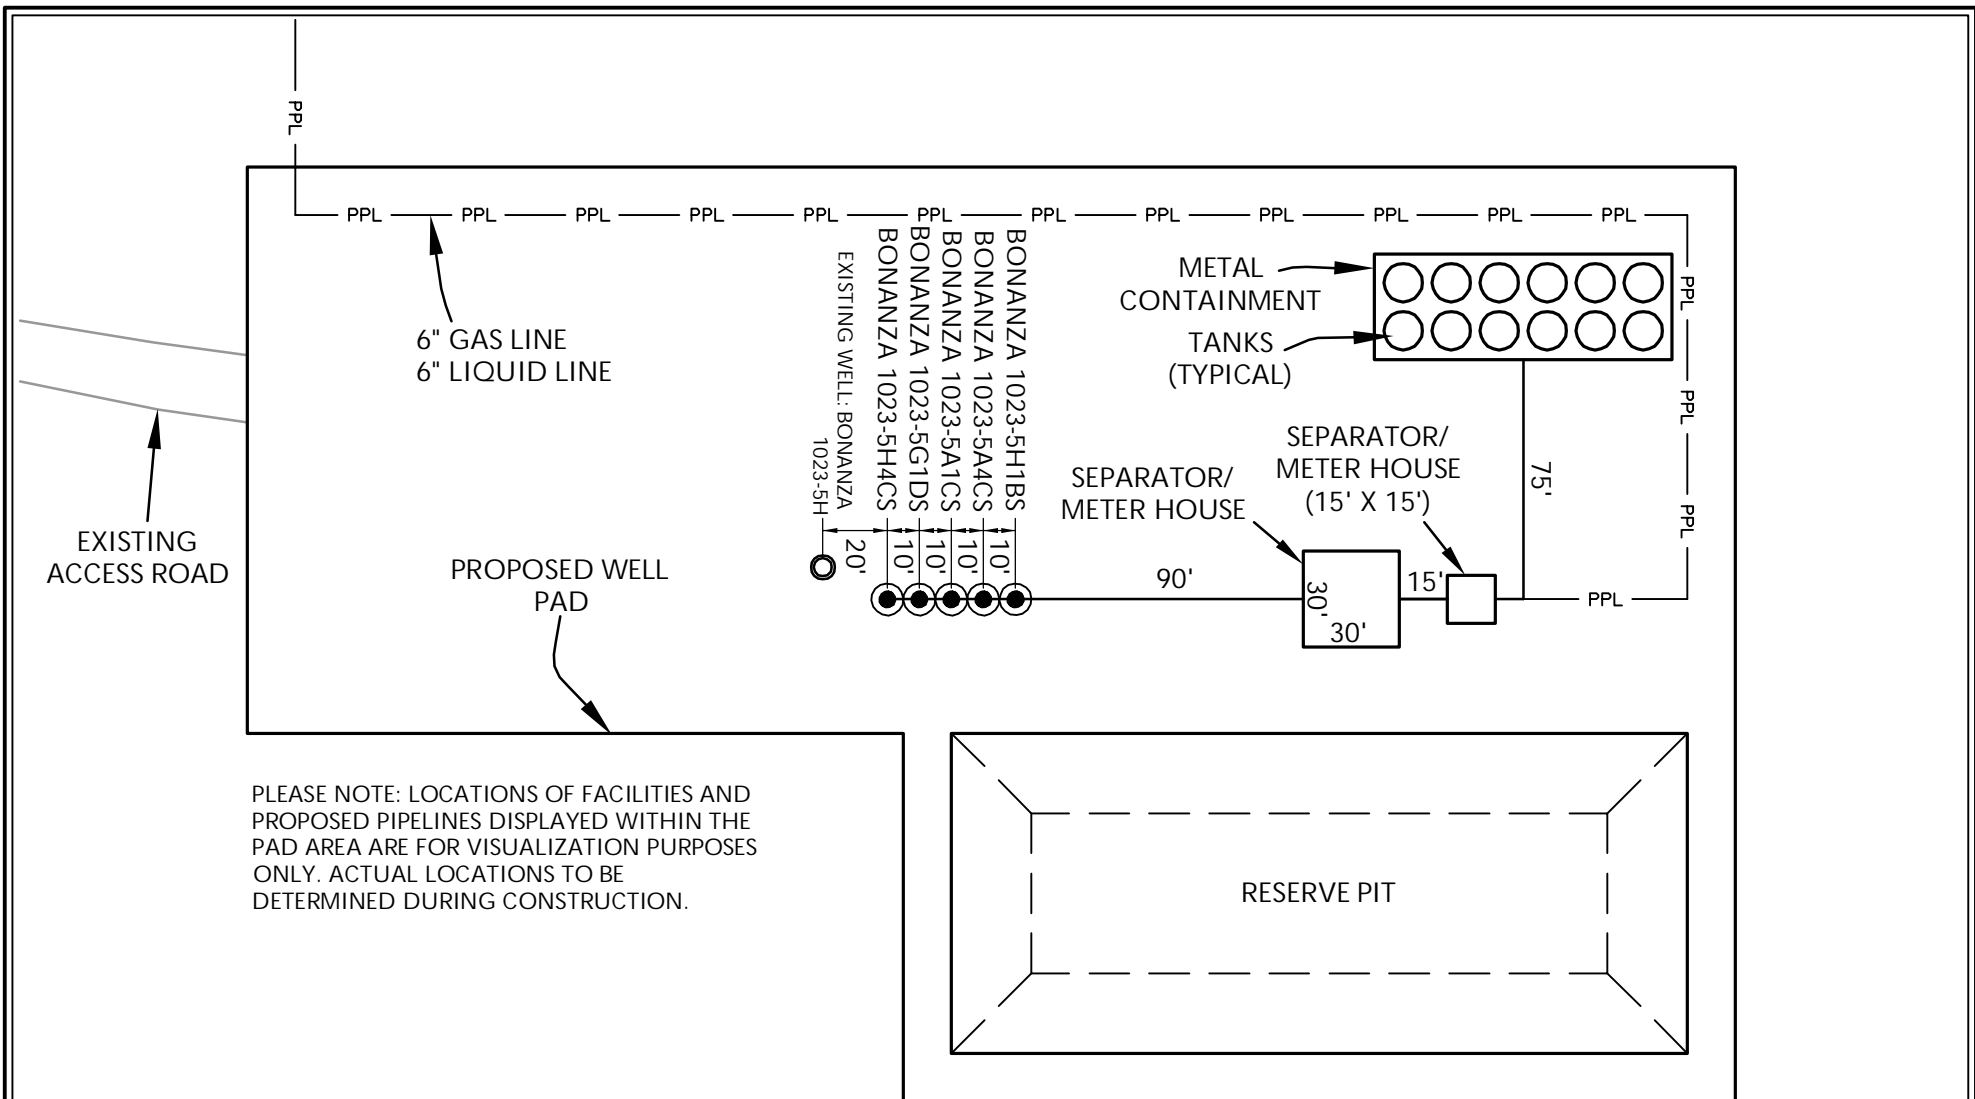 PPL
PPL PPL PPL PPL PPL PPL PPL PPL PPL PPL PPL PPL
6" GAS LINE
6" LIQUID LINE
EXISTING WELL: BONANZA
1023-5H
BONANZA 1023-5H4CS
BONANZA 1023-5G1DS
BONANZA 1023-5A1CS
BONANZA 1023-5A4CS
BONANZA 1023-5H1BS
METAL
CONTAINMENT
TANKS
(TYPICAL)
PPL
PPL
PPL
SEPARATOR/
METER HOUSE
SEPARATOR/
METER HOUSE
(15' X 15')
75'
EXISTING
ACCESS ROAD
PROPOSED WELL
PAD
20'
10'
10'
10'
10'
90'
30'
30'
15'
PPL
PLEASE NOTE: LOCATIONS OF FACILITIES AND
PROPOSED PIPELINES DISPLAYED WITHIN THE
PAD AREA ARE FOR VISUALIZATION PURPOSES
ONLY. ACTUAL LOCATIONS TO BE
DETERMINED DURING CONSTRUCTION.
RESERVE PIT